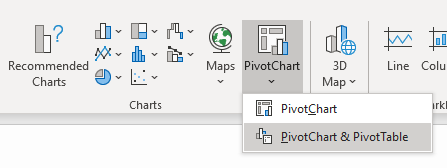 Recommended
Charts
Maps
PivotChart
3D
Map
Line
Charts
PivotChart
PivotChart & PivotTable